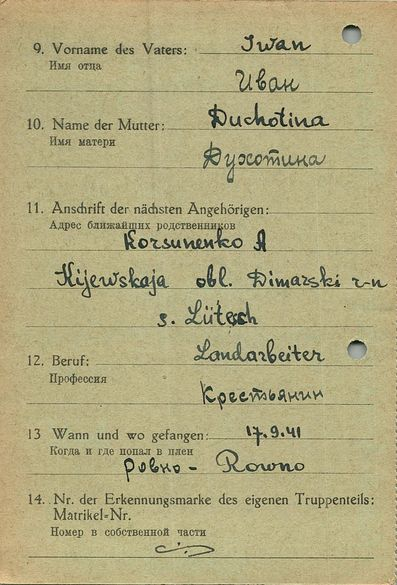 9. Vorname des Vaters: Iwan
Имя отца
Иван
10. Name der Mutter: Duchotina
Имя матери
Духотина
11. Anschrift der nächsten Angehörigen:
Адрес ближайших родственников
Korsunenko A
Kijewskaja obl. Dimarski r-n
s. Lütesch
12. Beruf: Landarbeiter
Профессия
Крестьянин
13 Wann und wo gefangen: 17.9.41
Когда и где попал в плен
Ровно - Rowno
14. Nr. der Erkennungsmarke des eigenen Truppenteils:
Matrikel-Nr.
Номер в собственной части